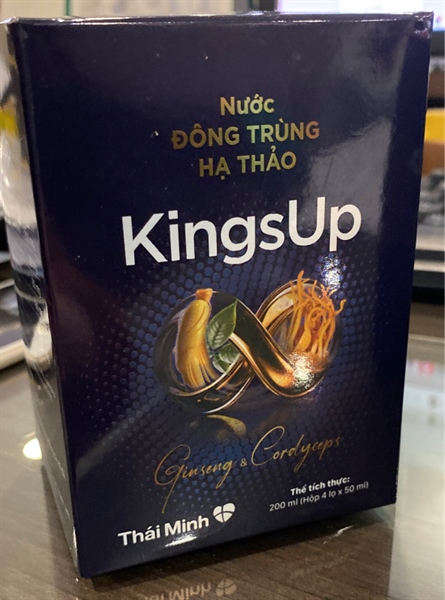 Nước
ĐÔNG TRÙNG
HẠ THẢO
KingsUp
Ginseng & Cordyceps
Thể tích thực:
200 ml (Hộp 4 lọ x 50 ml)
Thái Minh